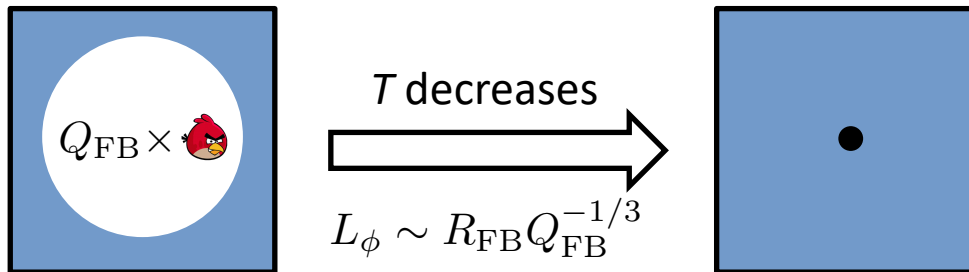 Q_FB ×
T decreases
L_ϕ ∼ R_FB Q_FB^{-1/3}